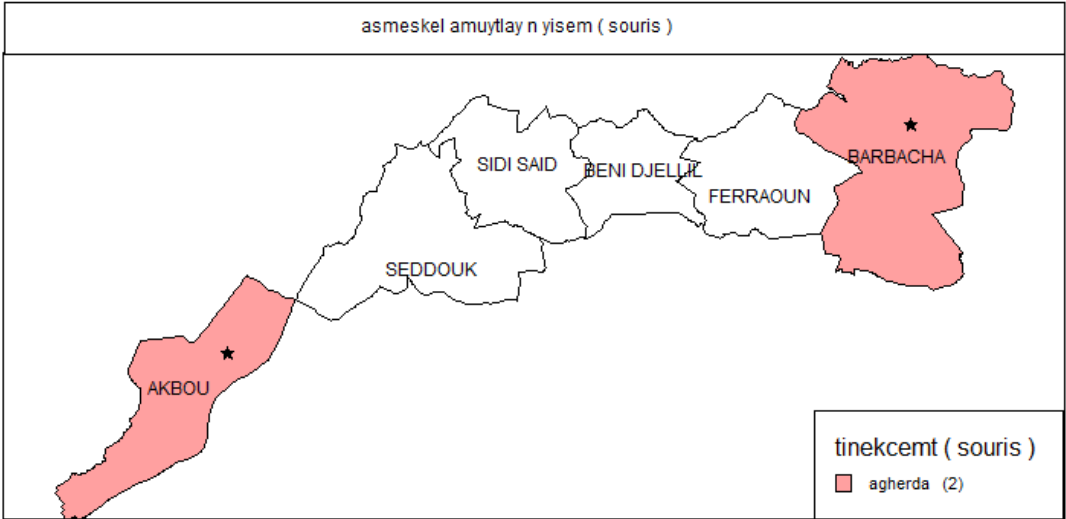 asmeskel amuytlay n yisem ( souris )
BARBACHA
SIDI SAID
BENI DJELLIL
FERRAOUN
SEDDOUK
AKBOU
tinekcemt ( souris )
agherda (2)